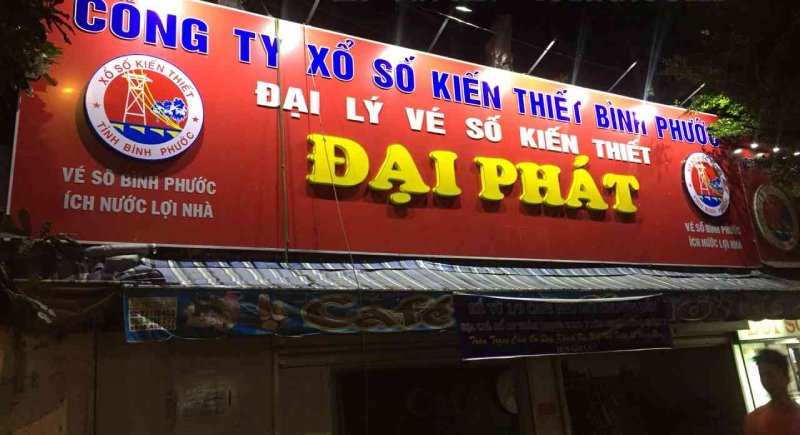 CÔNG TY XỔ SỐ KIẾN THIẾT BÌNH PHƯỚC
ĐẠI LÝ VÉ SỐ KIẾN THIẾT
ĐẠI PHÁT
XỔ SỐ KIẾN THIẾT
TỈNH BÌNH PHƯỚC
VÉ SỐ BÌNH PHƯỚC
ÍCH NƯỚC LỢI NHÀ
VÉ SỐ BÌNH PHƯỚC
ÍCH NƯỚC LỢI NHÀ
Café